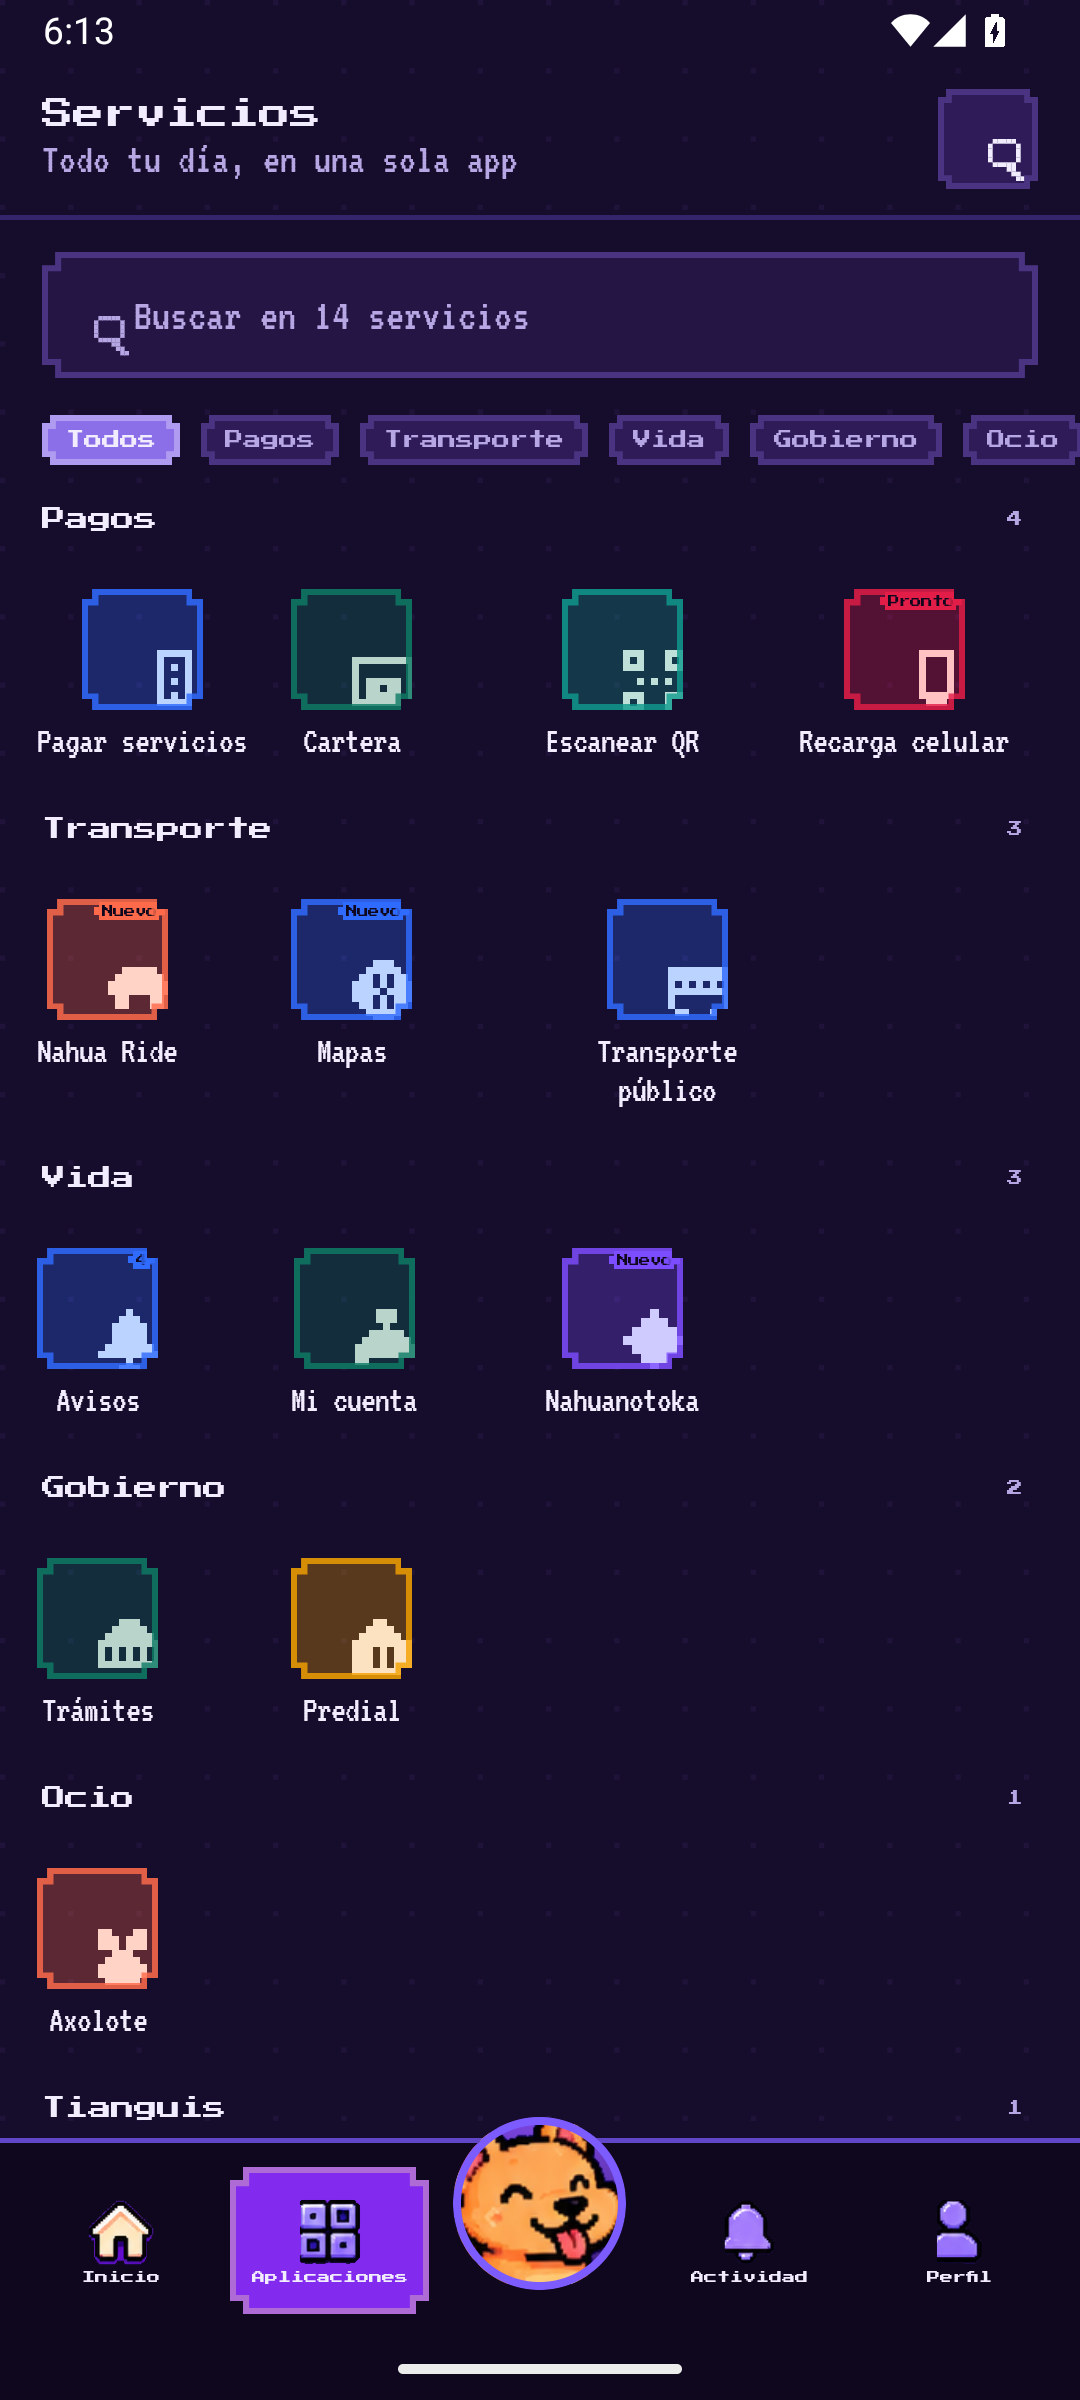 6:13
Servicios
Todo tu día, en una sola app
Buscar en 14 servicios
Todos Pagos Transporte Vida Gobierno Ocio
Pagos 4
Pronto
Pagar servicios Cartera Escanear QR Recarga celular
Transporte 3
Nuevo Nuevo
Nahua Ride Mapas Transporte
público
Vida 3
4 Nuevo
Avisos Mi cuenta Nahuanotoka
Gobierno 2
Trámites Predial
Ocio 1
Axolote
Tianguis 1
Inicio Aplicaciones Actividad Perfil